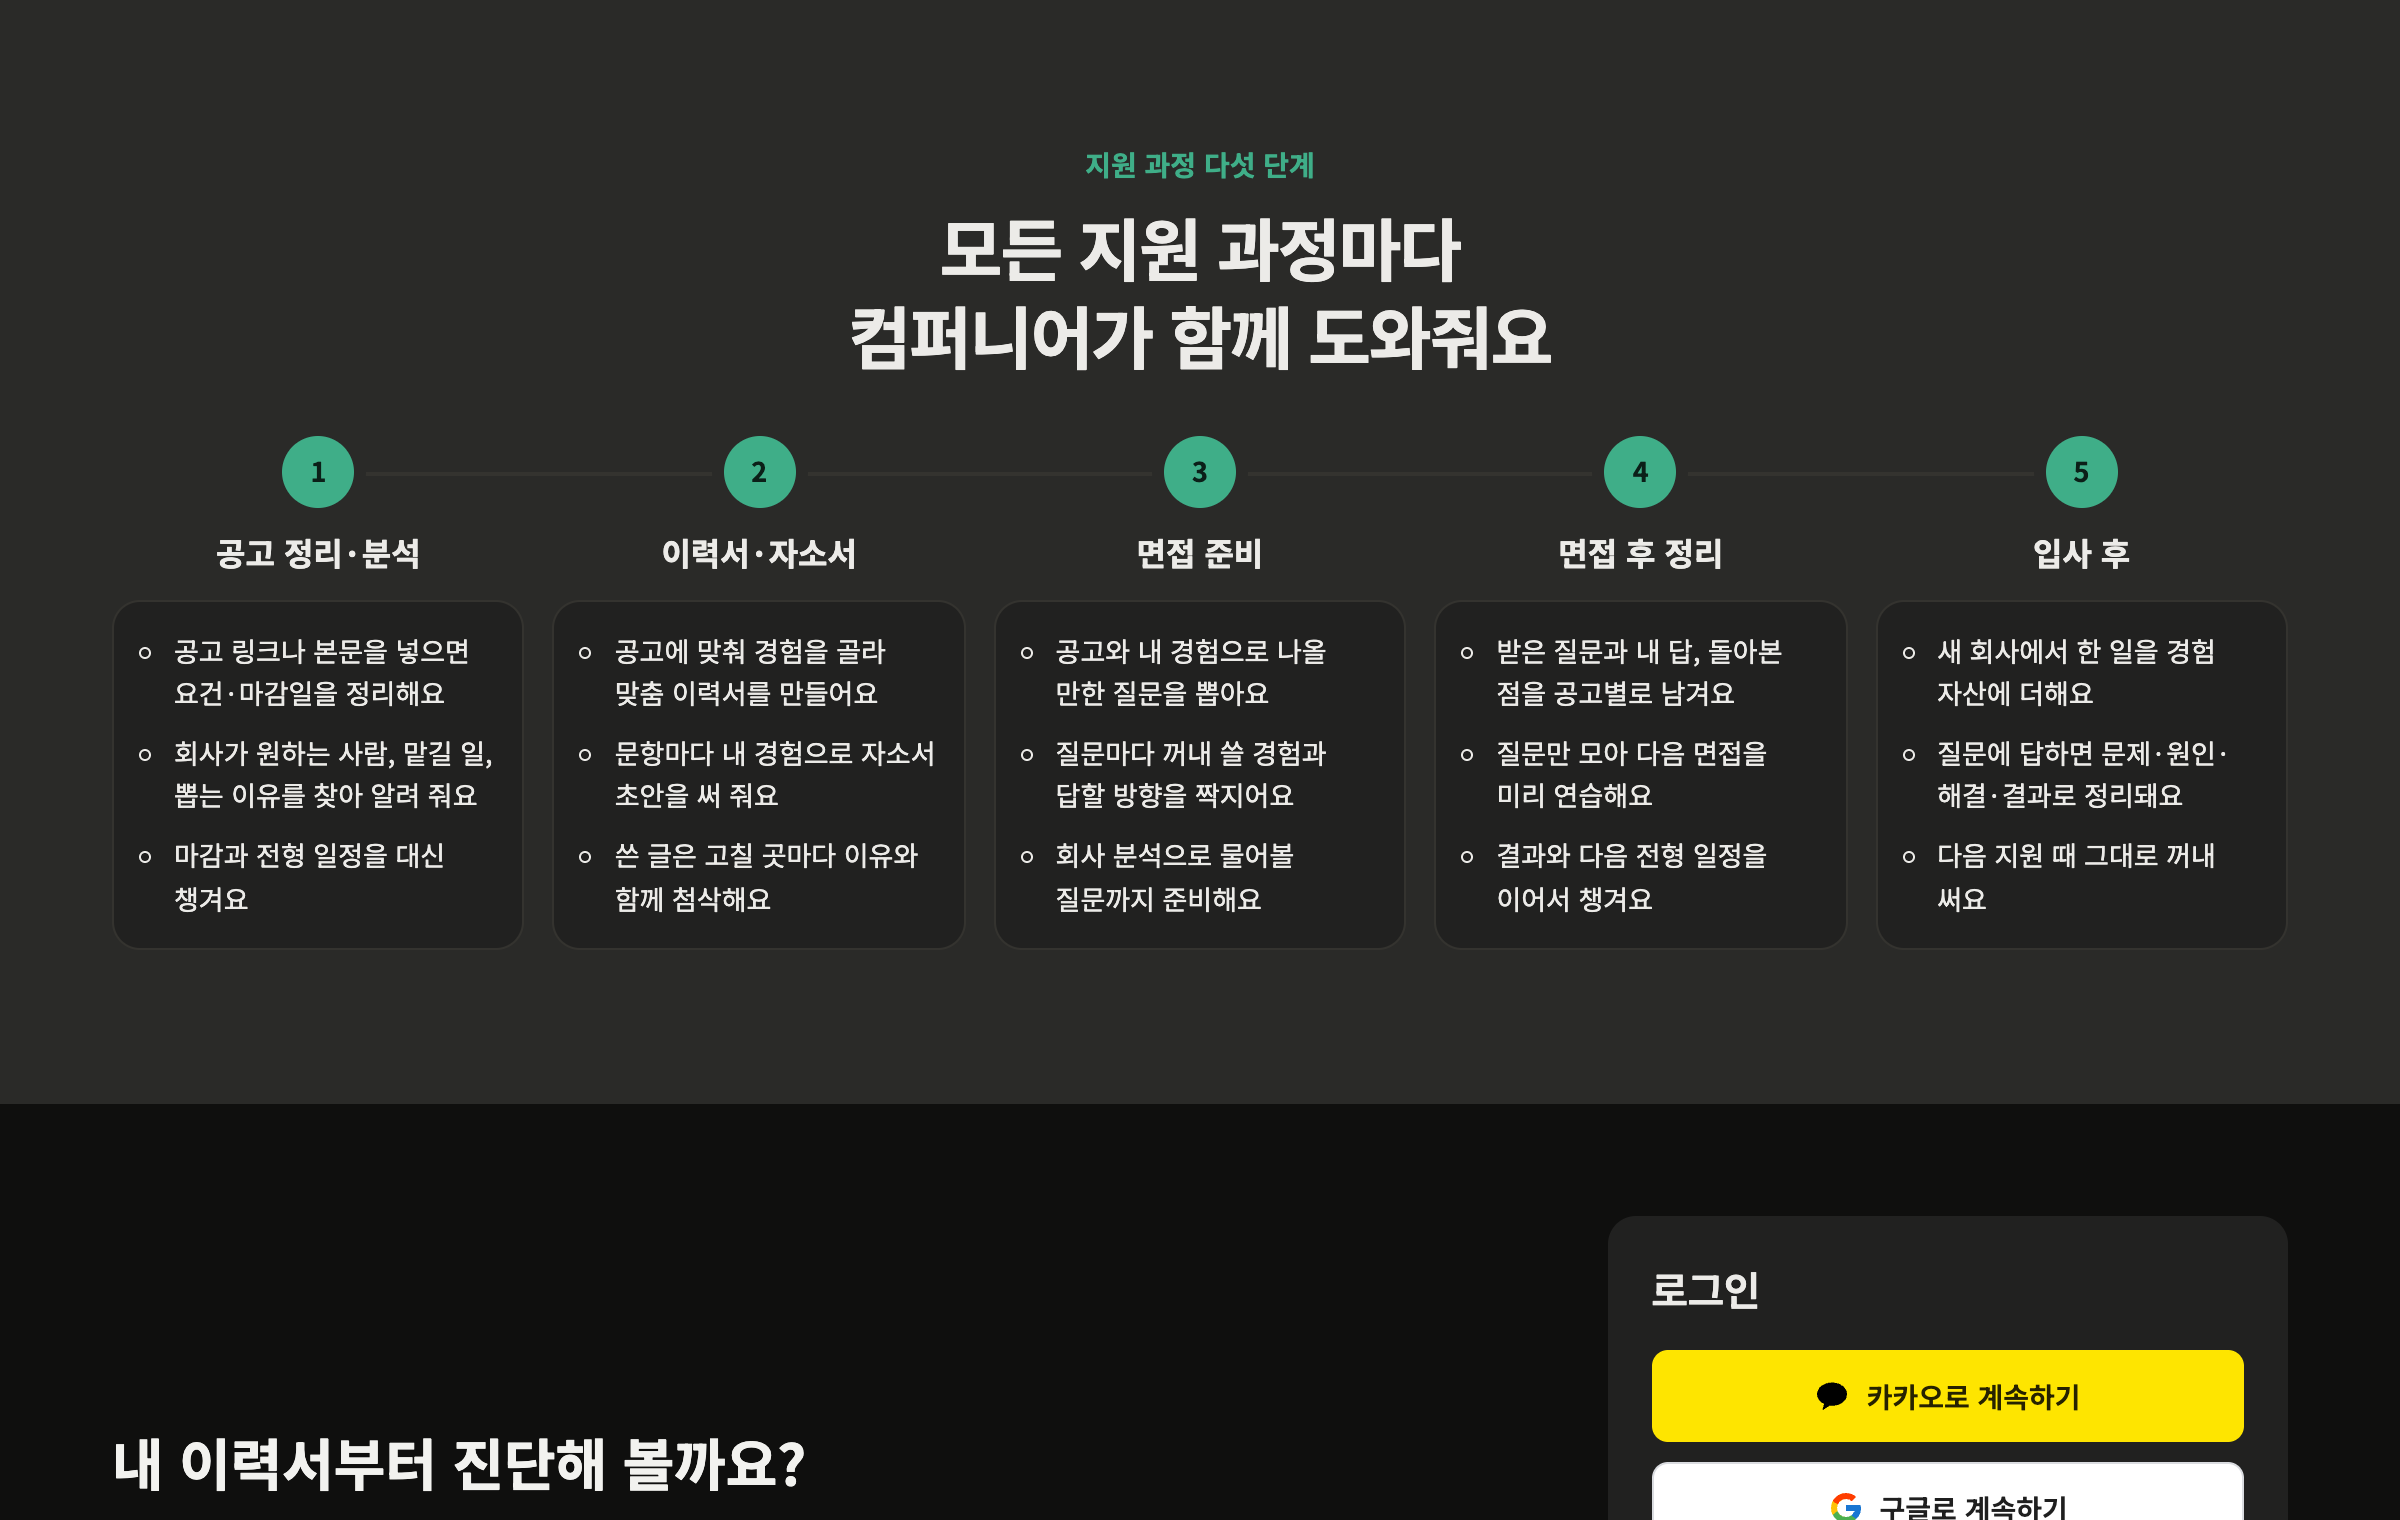 지원 과정 다섯 단계
모든 지원 과정마다
컴퍼니어가 함께 도와줘요
1
2
3
4
5
공고 정리·분석
이력서·자소서
면접 준비
면접 후 정리
입사 후
공고 링크나 본문을 넣으면
요건·마감일을 정리해요
회사가 원하는 사람, 맡길 일,
뽑는 이유를 찾아 알려 줘요
마감과 전형 일정을 대신
챙겨요
공고에 맞춰 경험을 골라
맞춤 이력서를 만들어요
문항마다 내 경험으로 자소서
초안을 써 줘요
쓴 글은 고칠 곳마다 이유와
함께 첨삭해요
공고와 내 경험으로 나올
만한 질문을 뽑아요
질문마다 꺼내 쓸 경험과
답할 방향을 짝지어요
회사 분석으로 물어볼
질문까지 준비해요
받은 질문과 내 답, 돌아본
점을 공고별로 남겨요
질문만 모아 다음 면접을
미리 연습해요
결과와 다음 전형 일정을
이어서 챙겨요
새 회사에서 한 일을 경험
자산에 더해요
질문에 답하면 문제·원인·
해결·결과로 정리돼요
다음 지원 때 그대로 꺼내
써요
내 이력서부터 진단해 볼까요?
로그인
카카오로 계속하기
구글로 계속하기